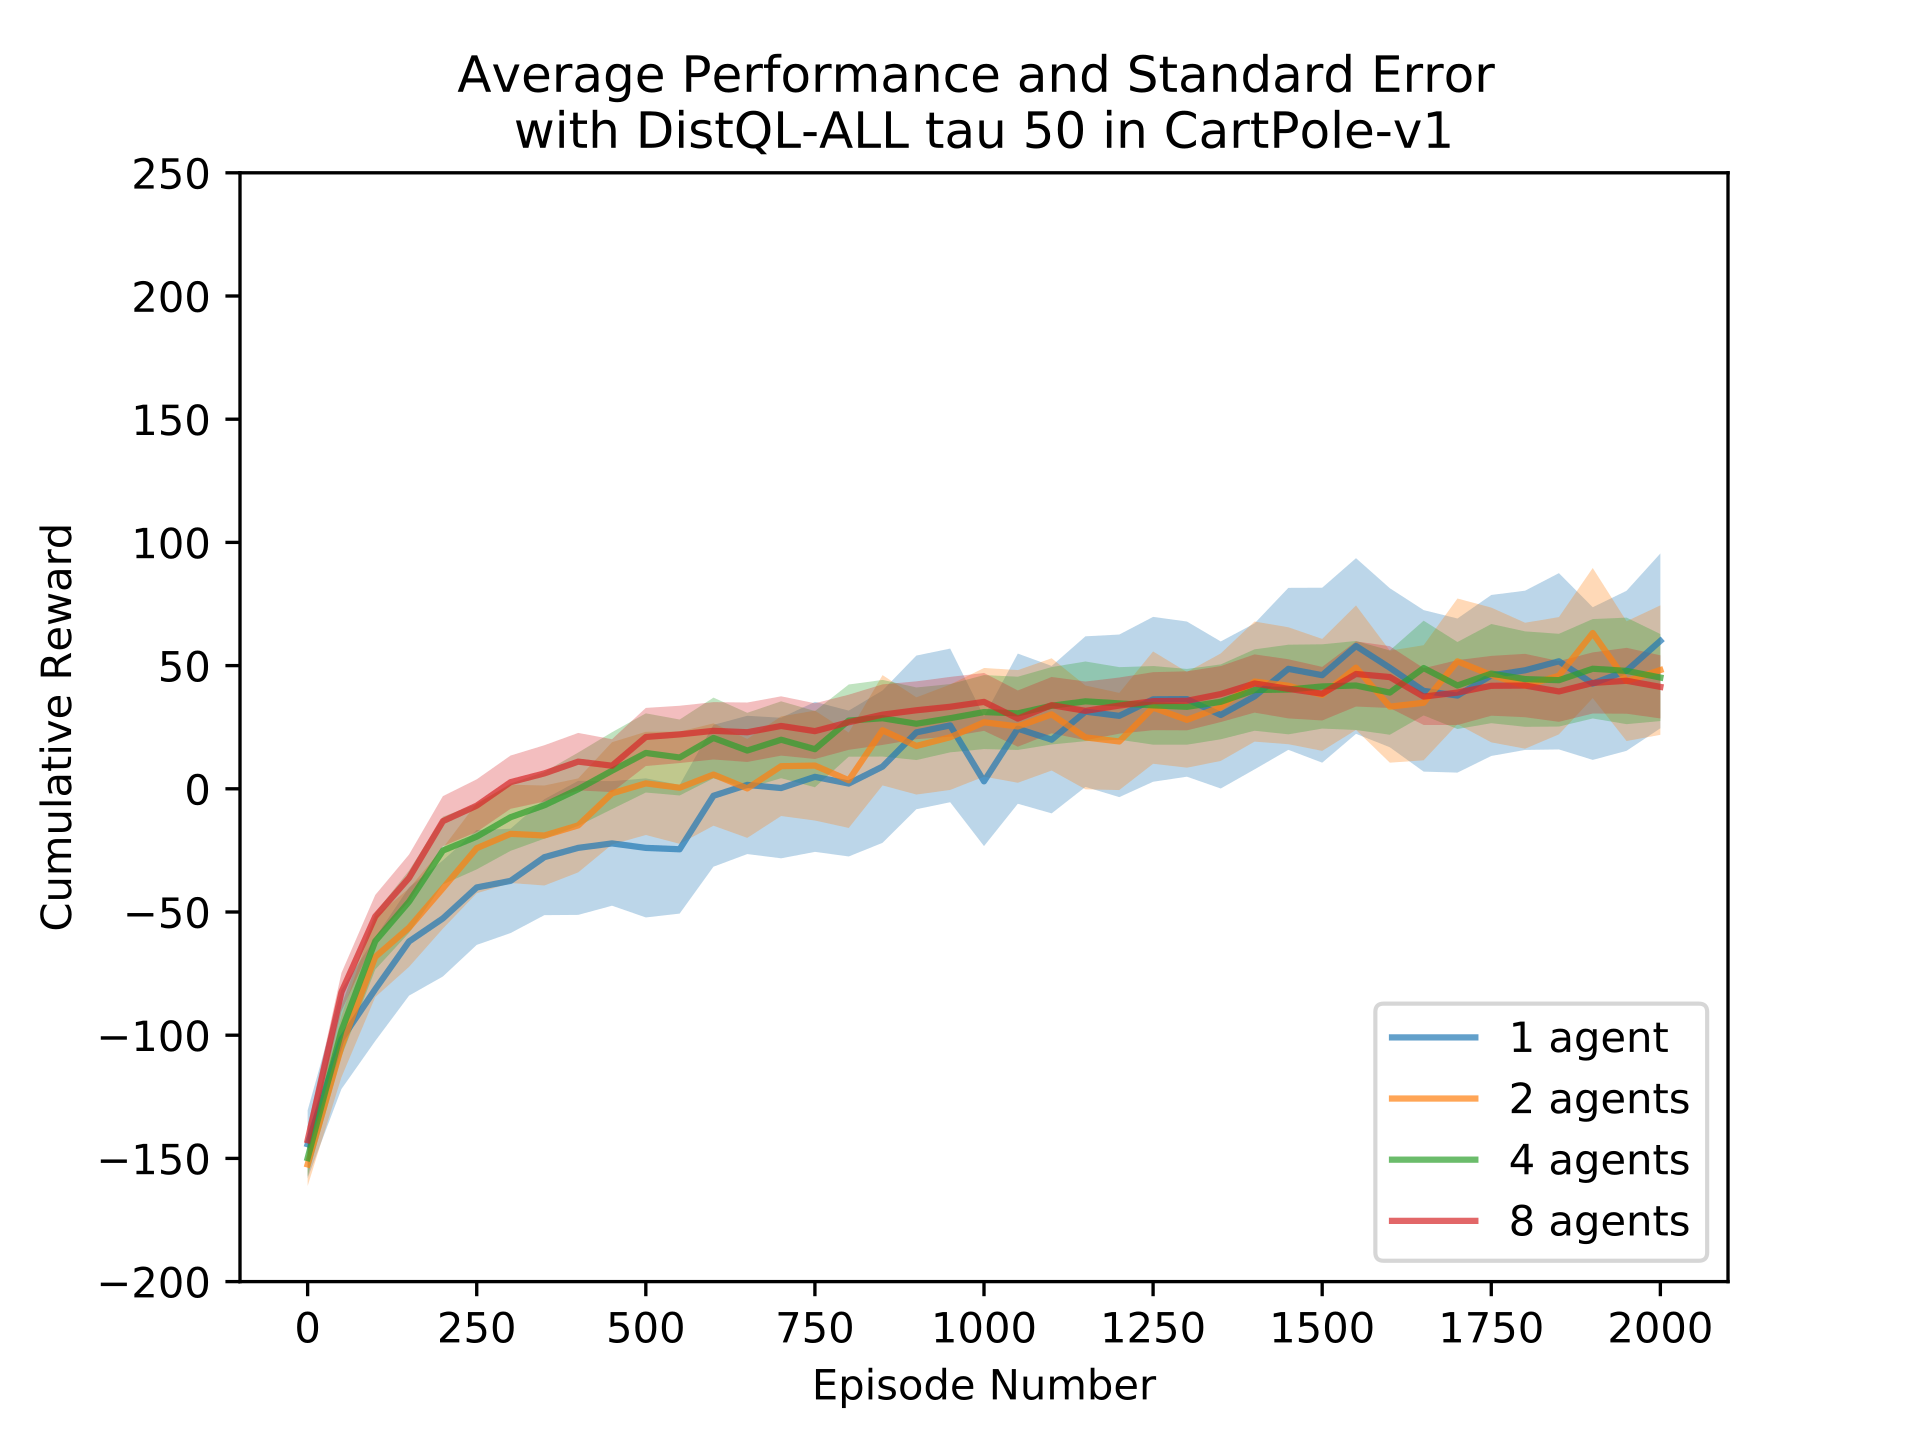 Average Performance and Standard Error
with DistQL-ALL tau 50 in CartPole-v1
250
200
150
100
50
0
−50
−100
−150
−200
Cumulative Reward
0 250 500 750 1000 1250 1500 1750 2000
Episode Number
1 agent
2 agents
4 agents
8 agents